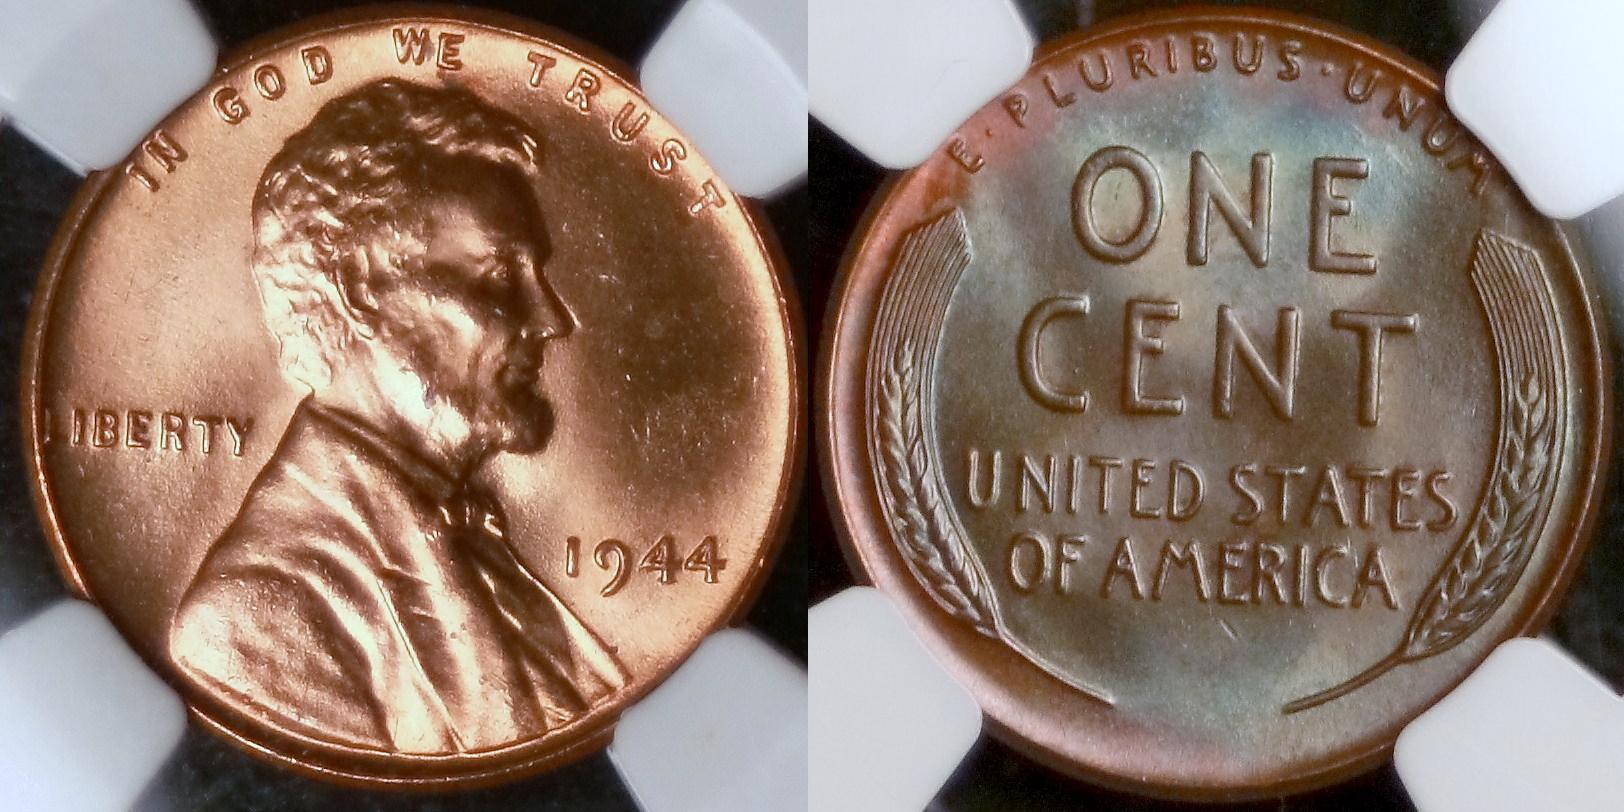 IN GOD WE TRUST
LIBERTY
1944
E·PLURIBUS·UNUM
ONE
CENT
UNITED STATES
OF AMERICA